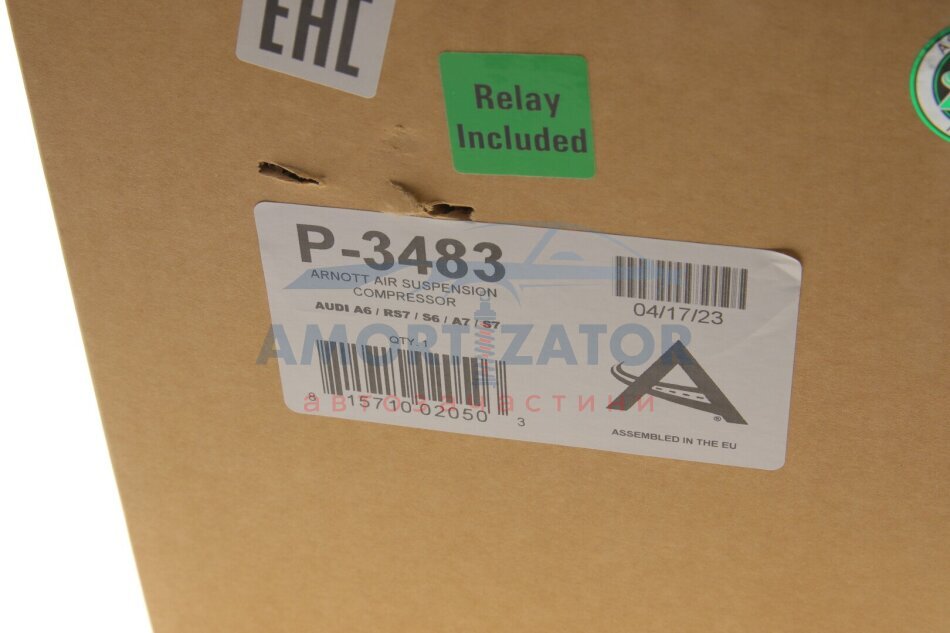 EAC
Relay
Included
P-3483
ARNOTT AIR SUSPENSION
COMPRESSOR
AUDI A6 / RS7 / S6 / A7 / S7
QTY. 1
8 15710 02050 3
04/17/23
®
ASSEMBLED IN THE EU
AMORTIZATOR
автозапчастини